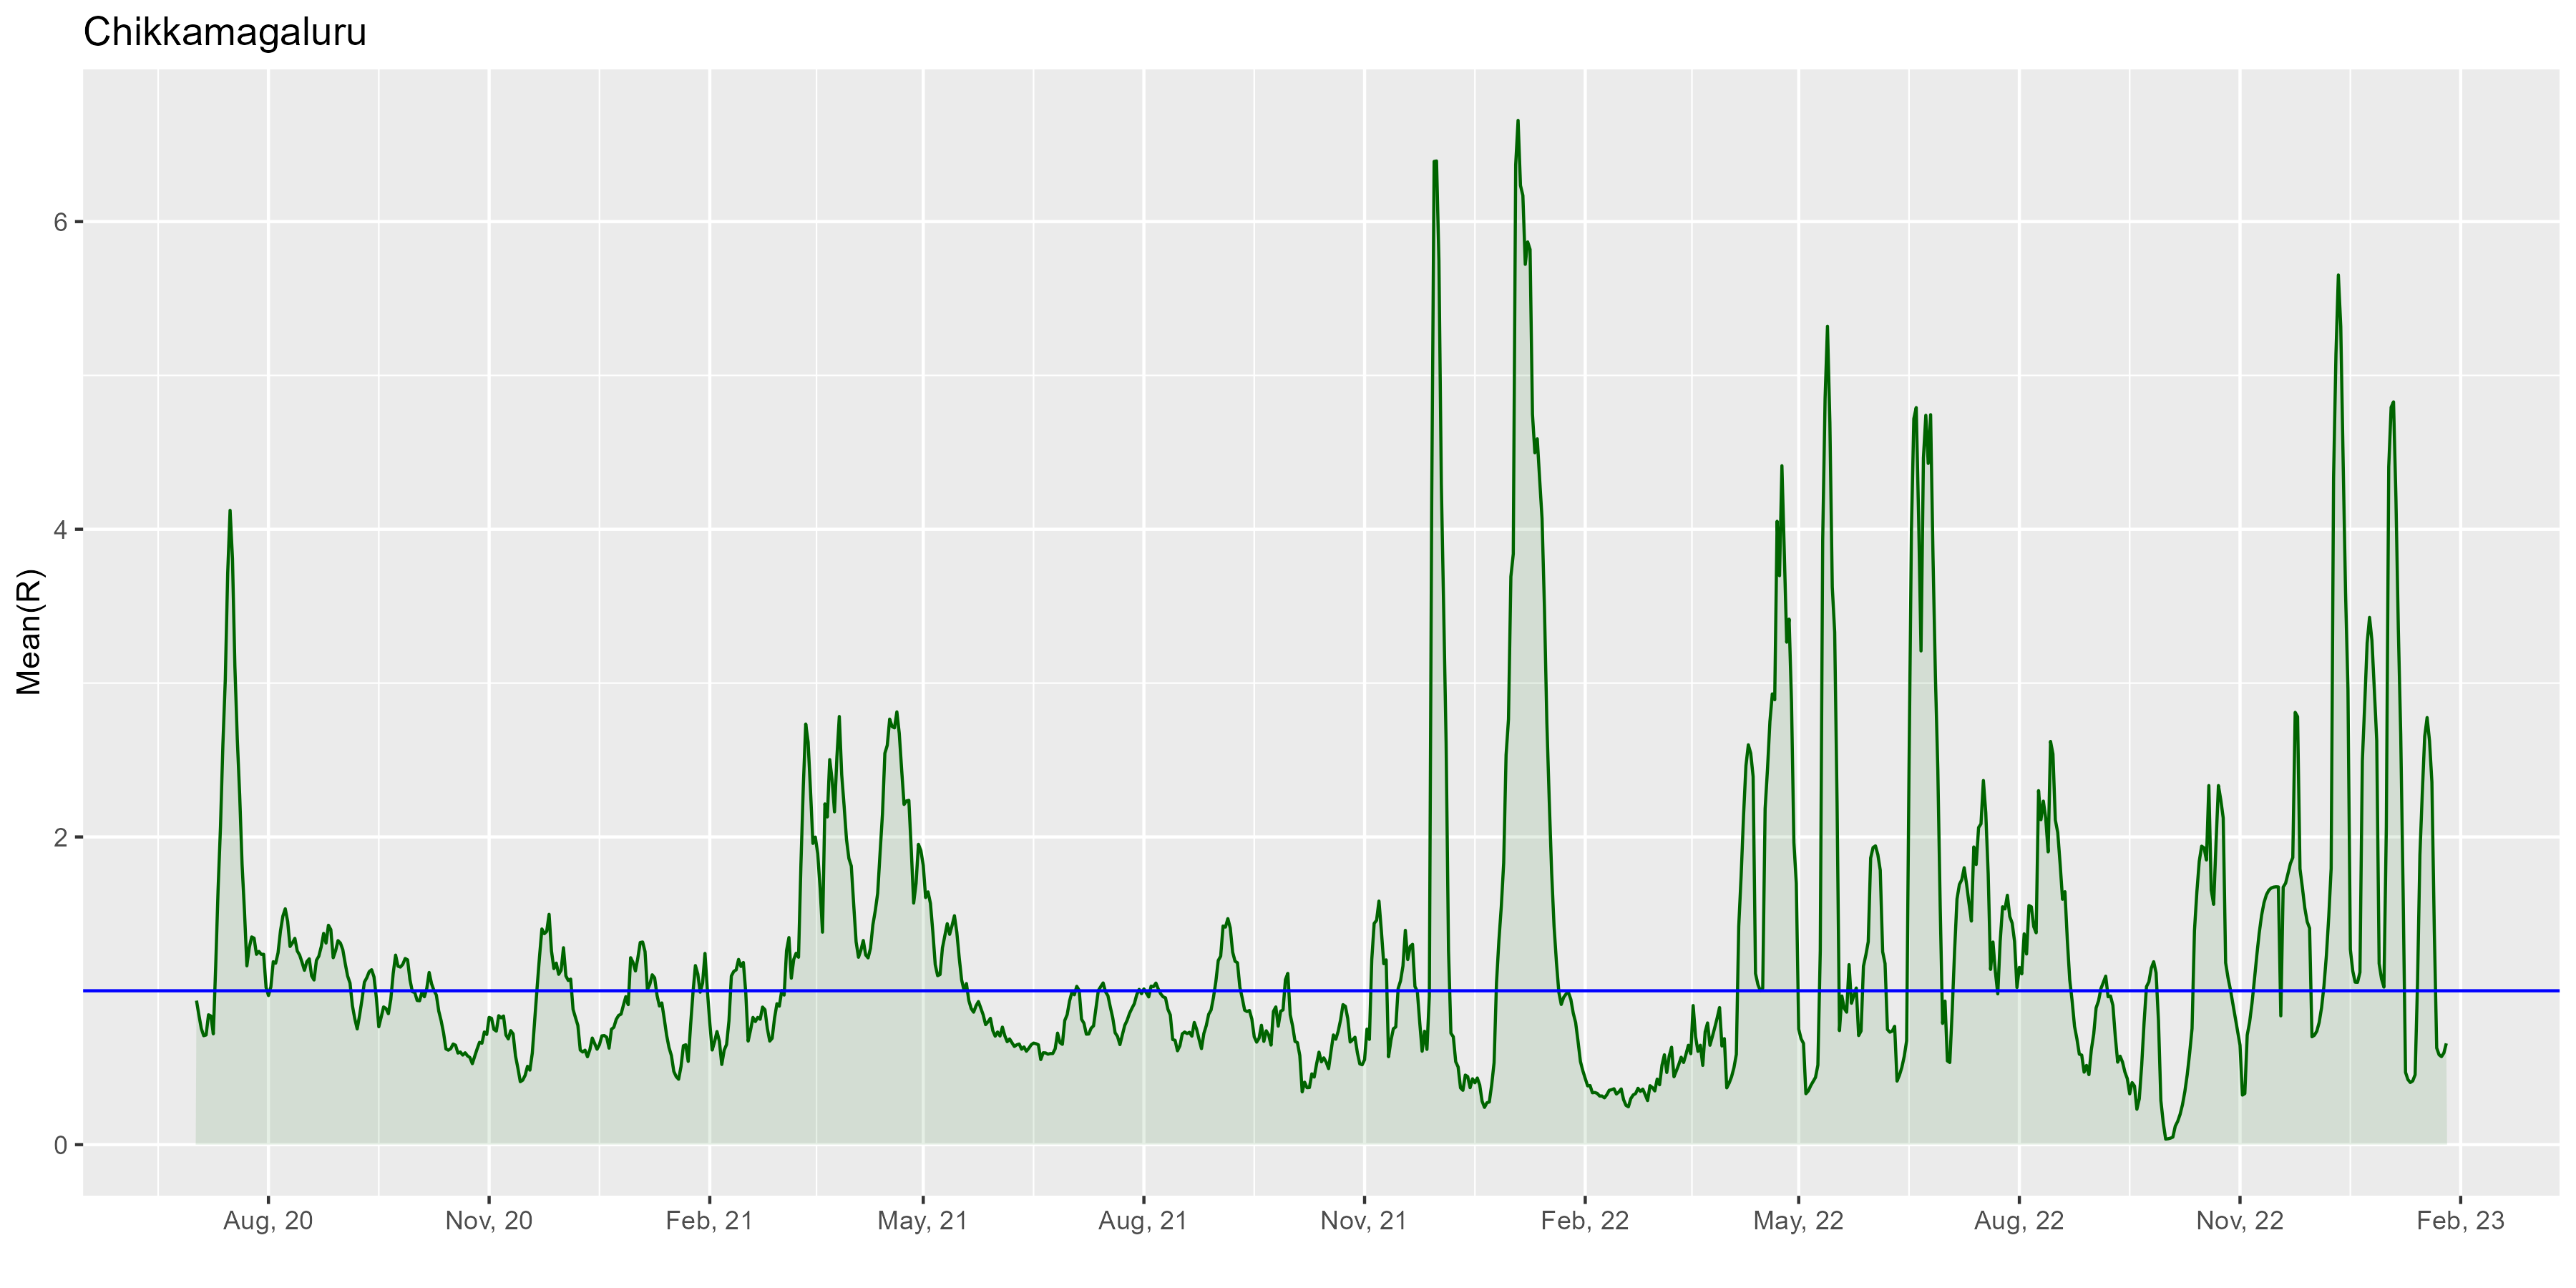 Chikkamagaluru
Mean(R)
6
4
2
0
Aug, 20
Nov, 20
Feb, 21
May, 21
Aug, 21
Nov, 21
Feb, 22
May, 22
Aug, 22
Nov, 22
Feb, 23